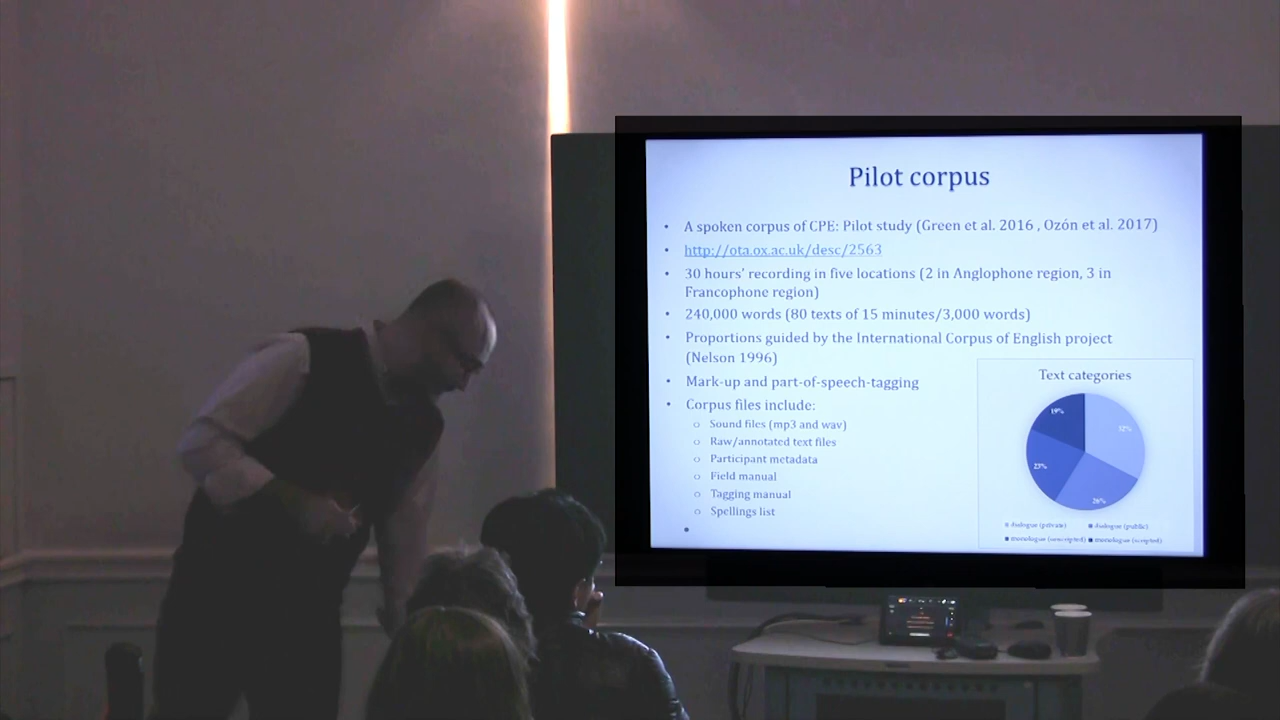 Pilot corpus
• A spoken corpus of CPE: Pilot study (Green et al. 2016 , Ozón et al. 2017)
• http://ota.ox.ac.uk/desc/2563
• 30 hours' recording in five locations (2 in Anglophone region, 3 in
Francophone region)
• 240,000 words (80 texts of 15 minutes/3,000 words)
• Proportions guided by the International Corpus of English project
(Nelson 1996)
• Mark-up and part-of-speech-tagging
• Corpus files include:
o Sound files (mp3 and wav)
o Raw/annotated text files
o Participant metadata
o Field manual
o Tagging manual
o Spellings list
•
Text categories
19%
32%
23%
26%
dialogue (private) dialogue (public)
monologue (unscripted) monologue (scripted)